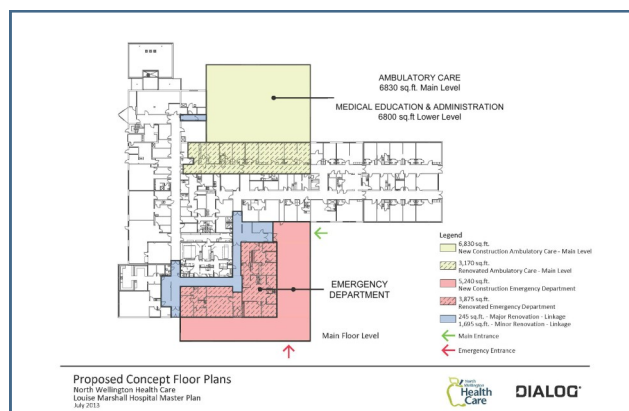 AMBULATORY CARE
6830 sq.ft. Main Level
MEDICAL EDUCATION & ADMINISTRATION
6800 sq.ft Lower Level
EMERGENCY
DEPARTMENT
Main Floor Level
Legend
6,830 sq.ft.
New Construction Ambulatory Care - Main Level
3,170 sq.ft.
Renovated Ambulatory Care - Main Level
5,240 sq.ft.
New Construction Emergency Department
3,875 sq.ft.
Renovated Emergency Department
245 sq.ft. - Major Renovation - Linkage
1,695 sq.ft. - Minor Renovation - Linkage
Main Entrance
Emergency Entrance
Proposed Concept Floor Plans
North Wellington Health Care
Louise Marshall Hospital Master Plan
July 2013
North
Wellington
Health
Care
DIALOG